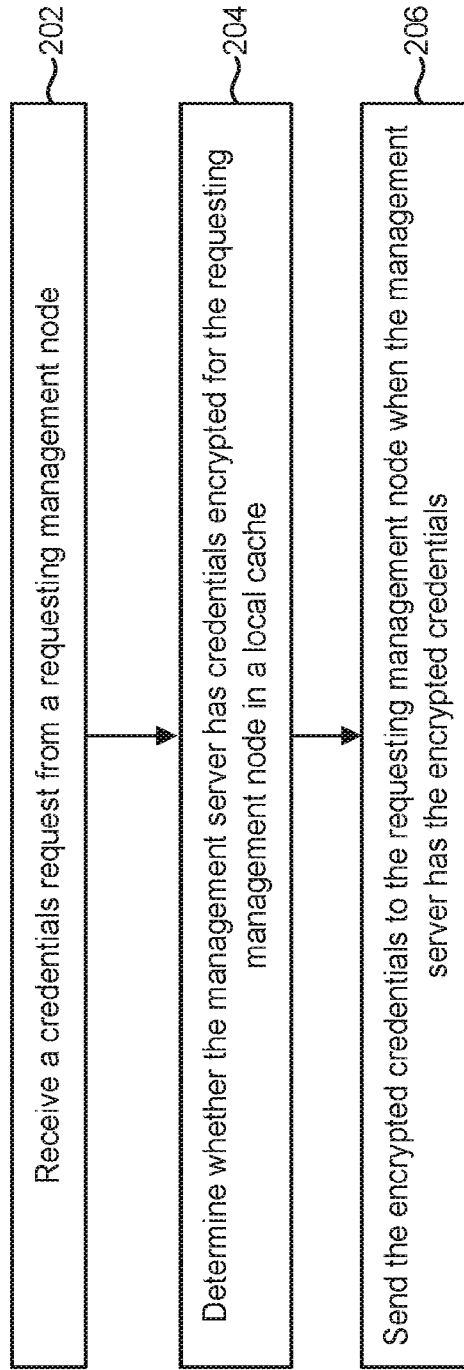 Receive a credentials request from a requesting management node
202
Determine whether the management server has credentials encrypted for the requesting
management node in a local cache
204
Send the encrypted credentials to the requesting management node when the management
server has the encrypted credentials
206